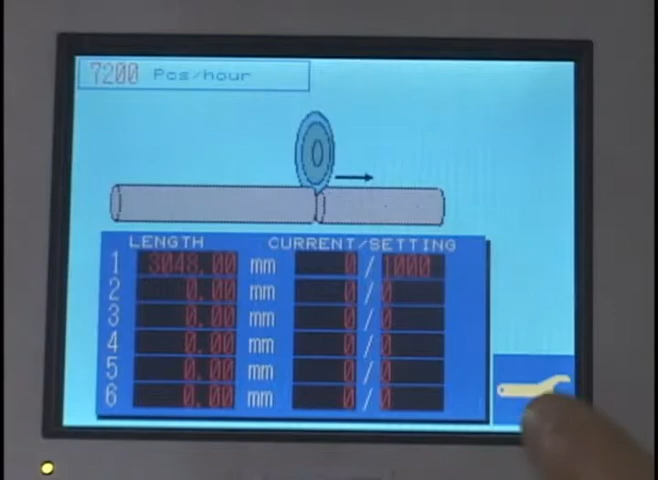 7200 Pcs/hour
LENGTH CURRENT/SETTING
1 3048.00 mm 0 / 1000
2 0.00 mm 0 / 0
3 0.00 mm 0 / 0
4 0.00 mm 0 / 0
5 0.00 mm 0 / 0
6 0.00 mm 0 / 0